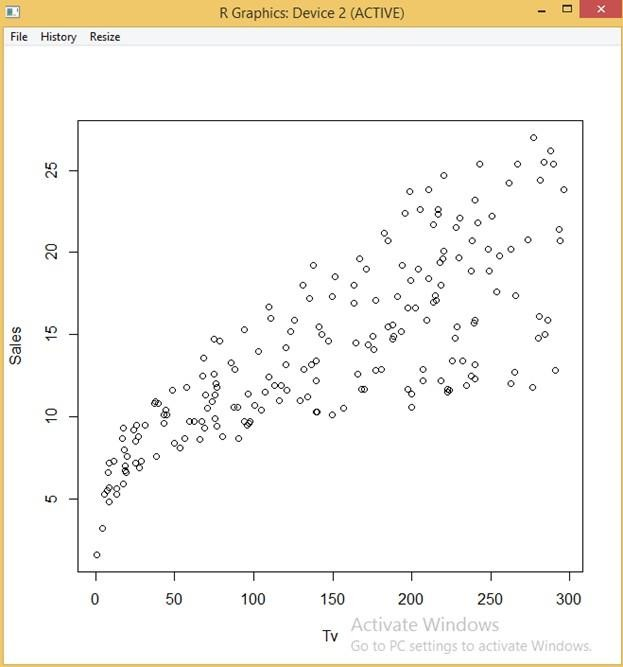 R Graphics: Device 2 (ACTIVE)
File History Resize
Sales
25
20
15
10
5
0 50 100 150 200 250 300
Tv
Activate Windows
Go to PC settings to activate Windows.